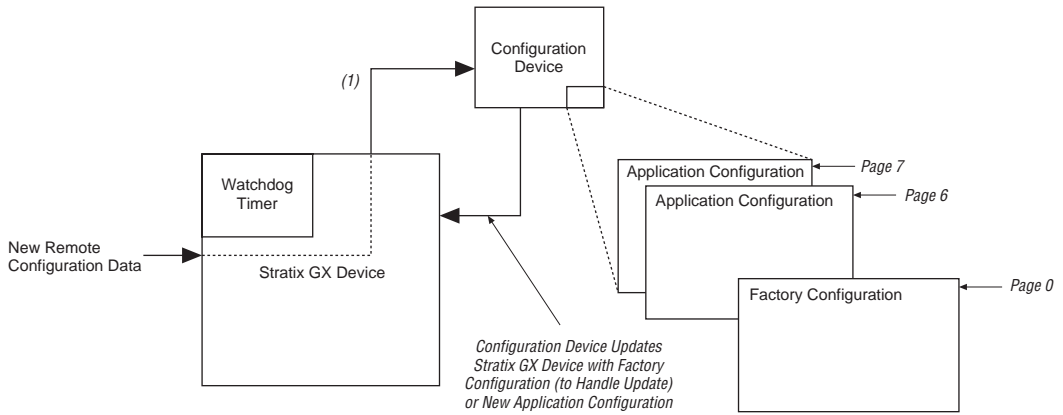 Configuration
Device
(1)
Watchdog
Timer
New Remote
Configuration Data
Stratix GX Device
Application Configuration
Page 7
Application Configuration
Page 6
Factory Configuration
Page 0
Configuration Device Updates
Stratix GX Device with Factory
Configuration (to Handle Update)
or New Application Configuration